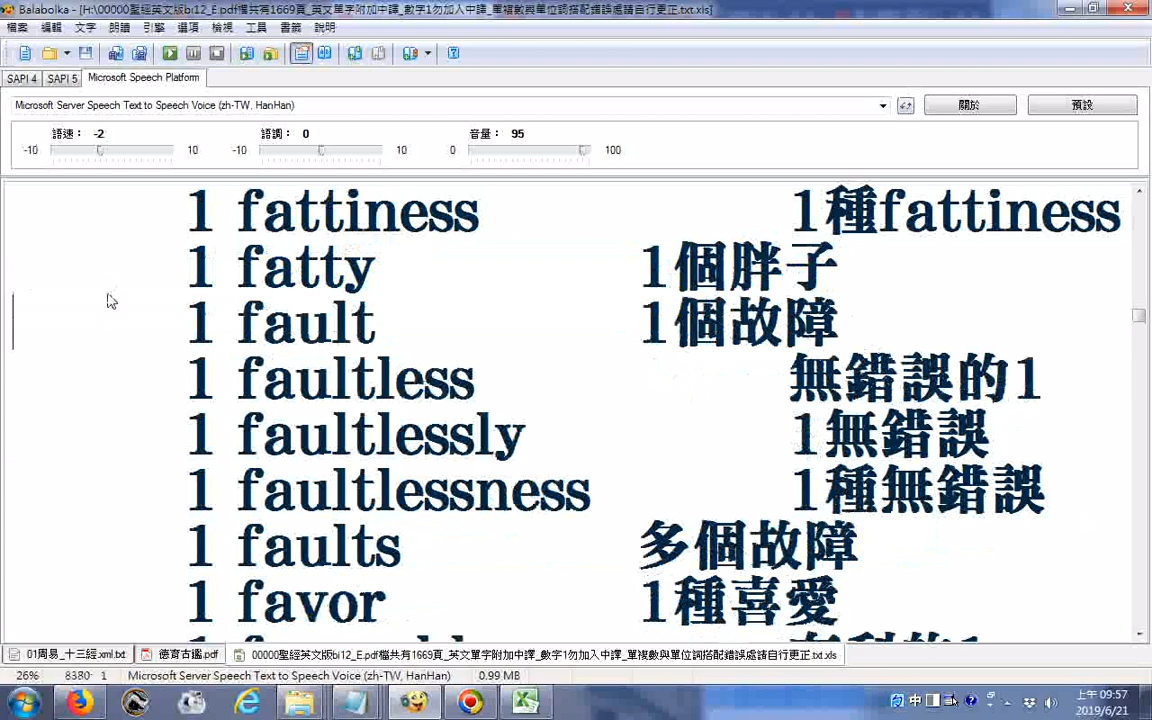 Balabolka - [H:\00000聖經英文版bi12_E.pdf檔共有1669頁_英文單字附加中譯_數字1勿加入中譯_單複數與單位詞搭配錯誤處請自行更正.txt.xls]
檔案 編輯 文字 朗讀 引擎 選項 檢視 工具 書籤 說明
SAPI 4 SAPI 5 Microsoft Speech Platform
Microsoft Server Speech Text to Speech Voice (zh-TW, HanHan) 關於 預設
語速： -2 語調： 0 音量： 95
-10 10 -10 10 0 100
1 fattiness 1種fattiness
1 fatty 1個胖子
1 fault 1個故障
1 faultless 無錯誤的1
1 faultlessly 1無錯誤
1 faultlessness 1種無錯誤
1 faults 多個故障
1 favor 1種喜愛
01周易_十三經.xml.txt 德育古鑑.pdf 00000聖經英文版bi12_E.pdf檔共有1669頁_英文單字附加中譯_數字1勿加入中譯_單複數與單位詞搭配錯誤處請自行更正.txt.xls
26% 8380: 1 Microsoft Server Speech Text to Speech Voice (zh-TW, HanHan) 0.99 MB
中 上午 09:57
2019/6/21